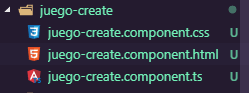 juego-create
juego-create.component.css U
juego-create.component.html U
juego-create.component.ts U